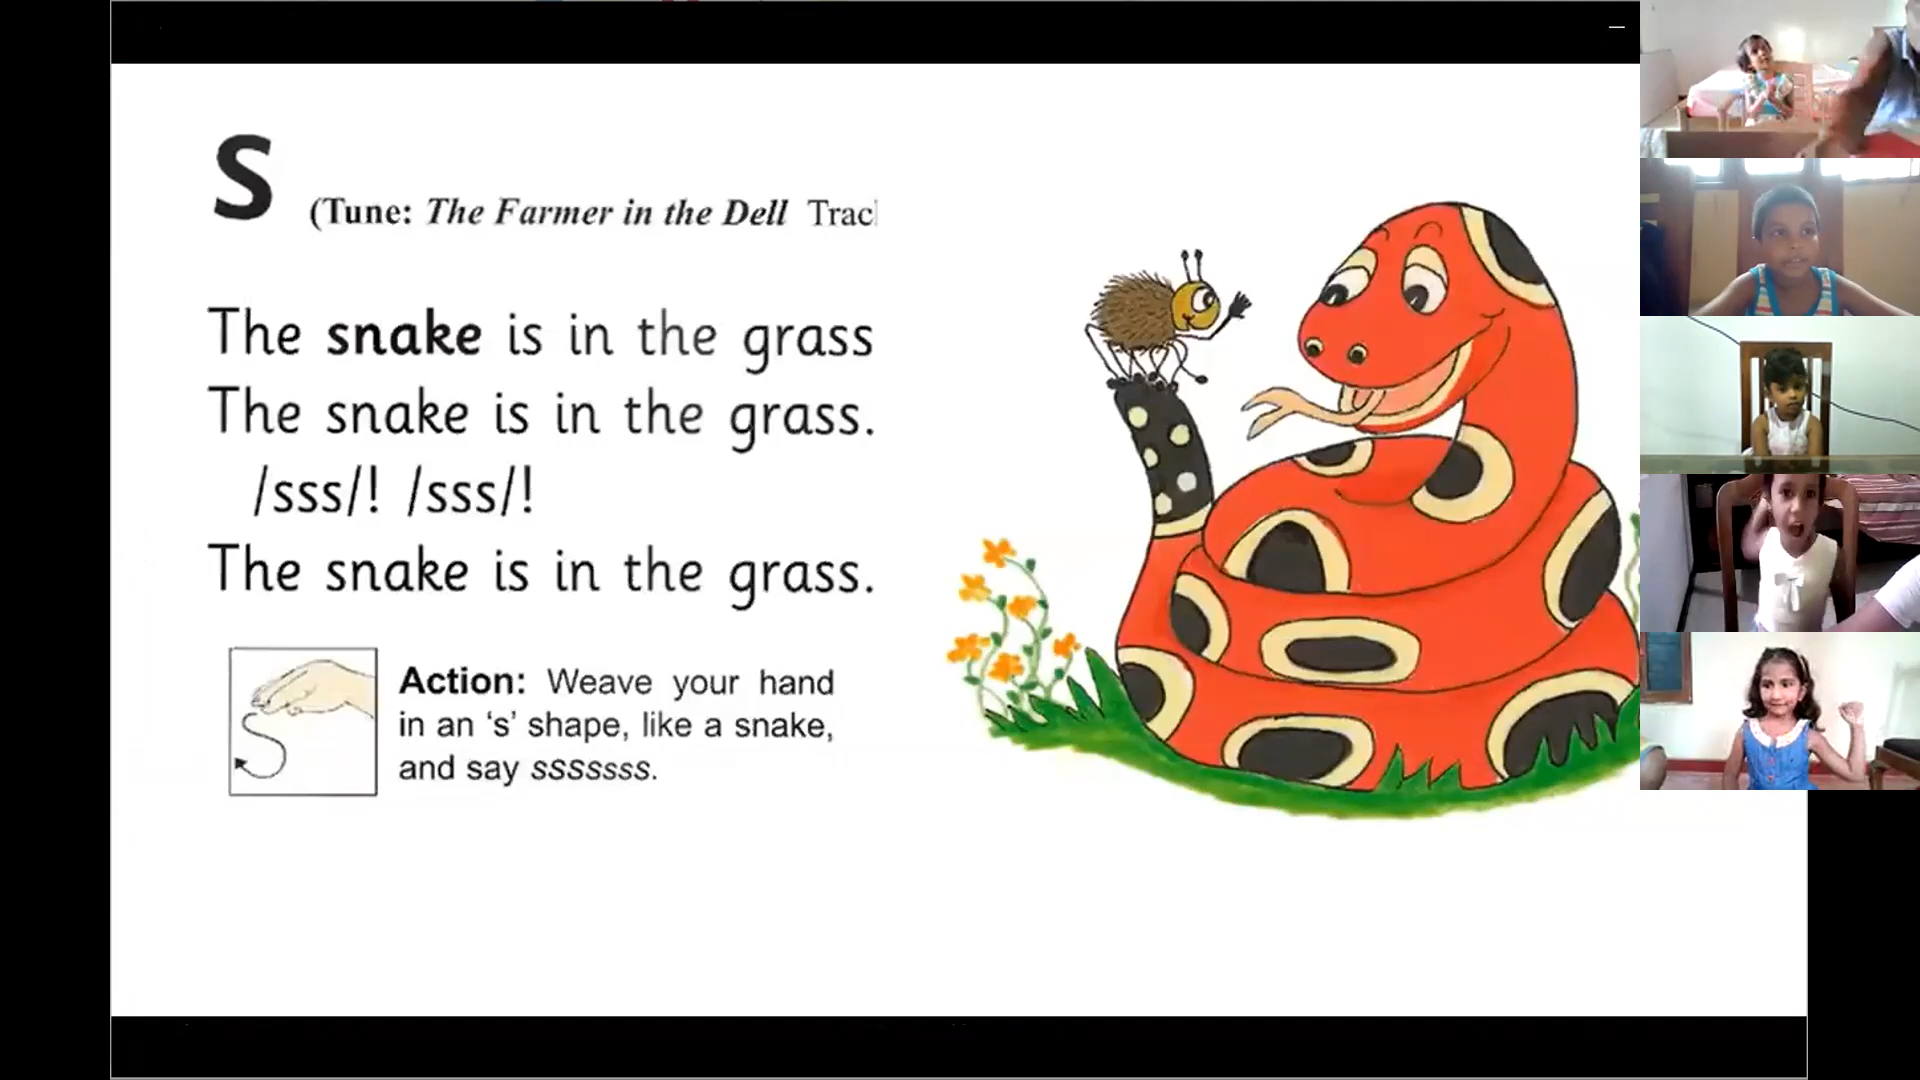 S
(Tune: The Farmer in the Dell
The snake is in the grass
The snake is in the grass.
/sss/! /sss/!
The snake is in the grass.
Action: Weave your hand
in an ‘s’ shape, like a snake,
and say sssssss.